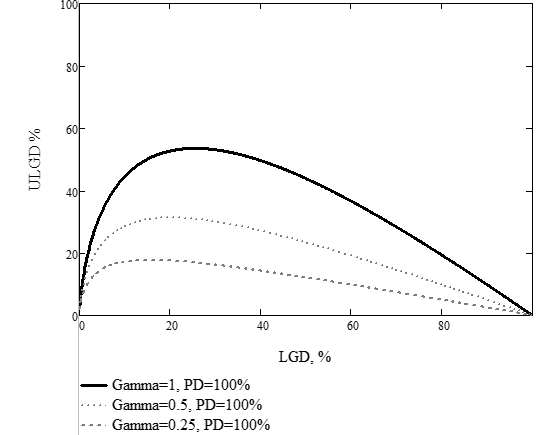 100
80
60
40
20
0
ULGD %
0 20 40 60 80
LGD, %
Gamma=1, PD=100%
Gamma=0.5, PD=100%
Gamma=0.25, PD=100%